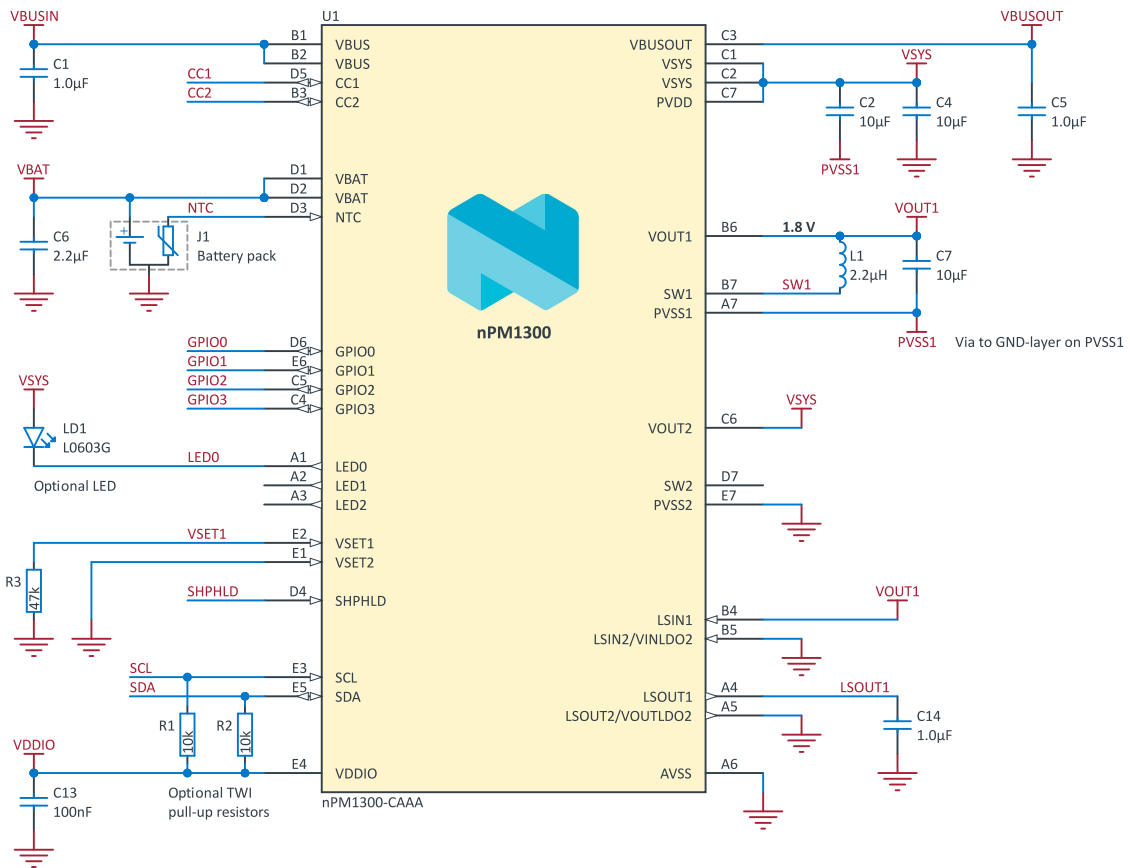 U1
VBUSIN
B1 VBUS
B2 VBUS
C1
1.0µF
CC1 D5 CC1
CC2 B3 CC2
VBAT
D1 VBAT
D2 VBAT
NTC D3 NTC
C6
2.2µF
+
J1
Battery pack
GPIO0 D6 GPIO0
GPIO1 E6 GPIO1
GPIO2 C5 GPIO2
GPIO3 C4 GPIO3
VSYS
LD1
L0603G
LED0 A1 LED0
A2 LED1
A3 LED2
Optional LED
VSET1 E2 VSET1
E1 VSET2
R3
47k
SHPHLD D4 SHPHLD
SCL E3 SCL
SDA E5 SDA
R1
10k
R2
10k
VDDIO
E4 VDDIO
C13
100nF
Optional TWI
pull-up resistors
nPM1300
nPM1300-CAAA
VBUSOUT
VBUSOUT C3
VSYS C1
VSYS
VSYS C2
PVDD C7
C2
10µF
C4
10µF
C5
1.0µF
PVSS1
VOUT1
VOUT1 B6 1.8 V
L1
2.2µH
C7
10µF
SW1 B7 SW1
PVSS1 A7
PVSS1
Via to GND-layer on PVSS1
VSYS
VOUT2 C6
SW2 D7
PVSS2 E7
VOUT1
LSIN1 B4
LSIN2/VINLDO2 B5
LSOUT1 A4 LSOUT1
LSOUT2/VOUTLDO2 A5
C14
1.0µF
AVSS A6